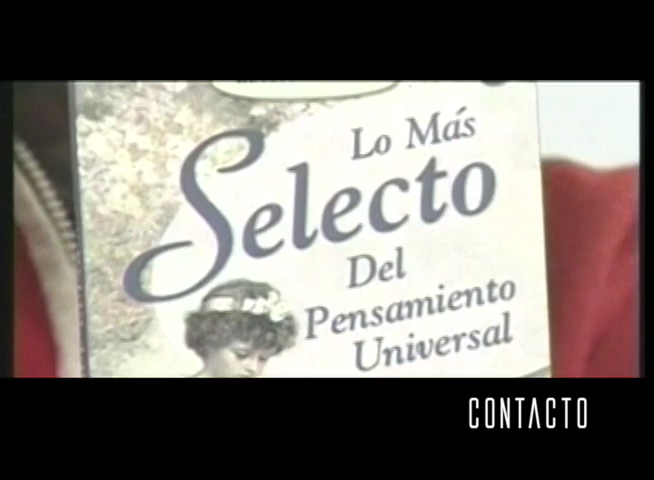 Lo Más
Selecto
Del
Pensamiento
Universal
CONTACTO